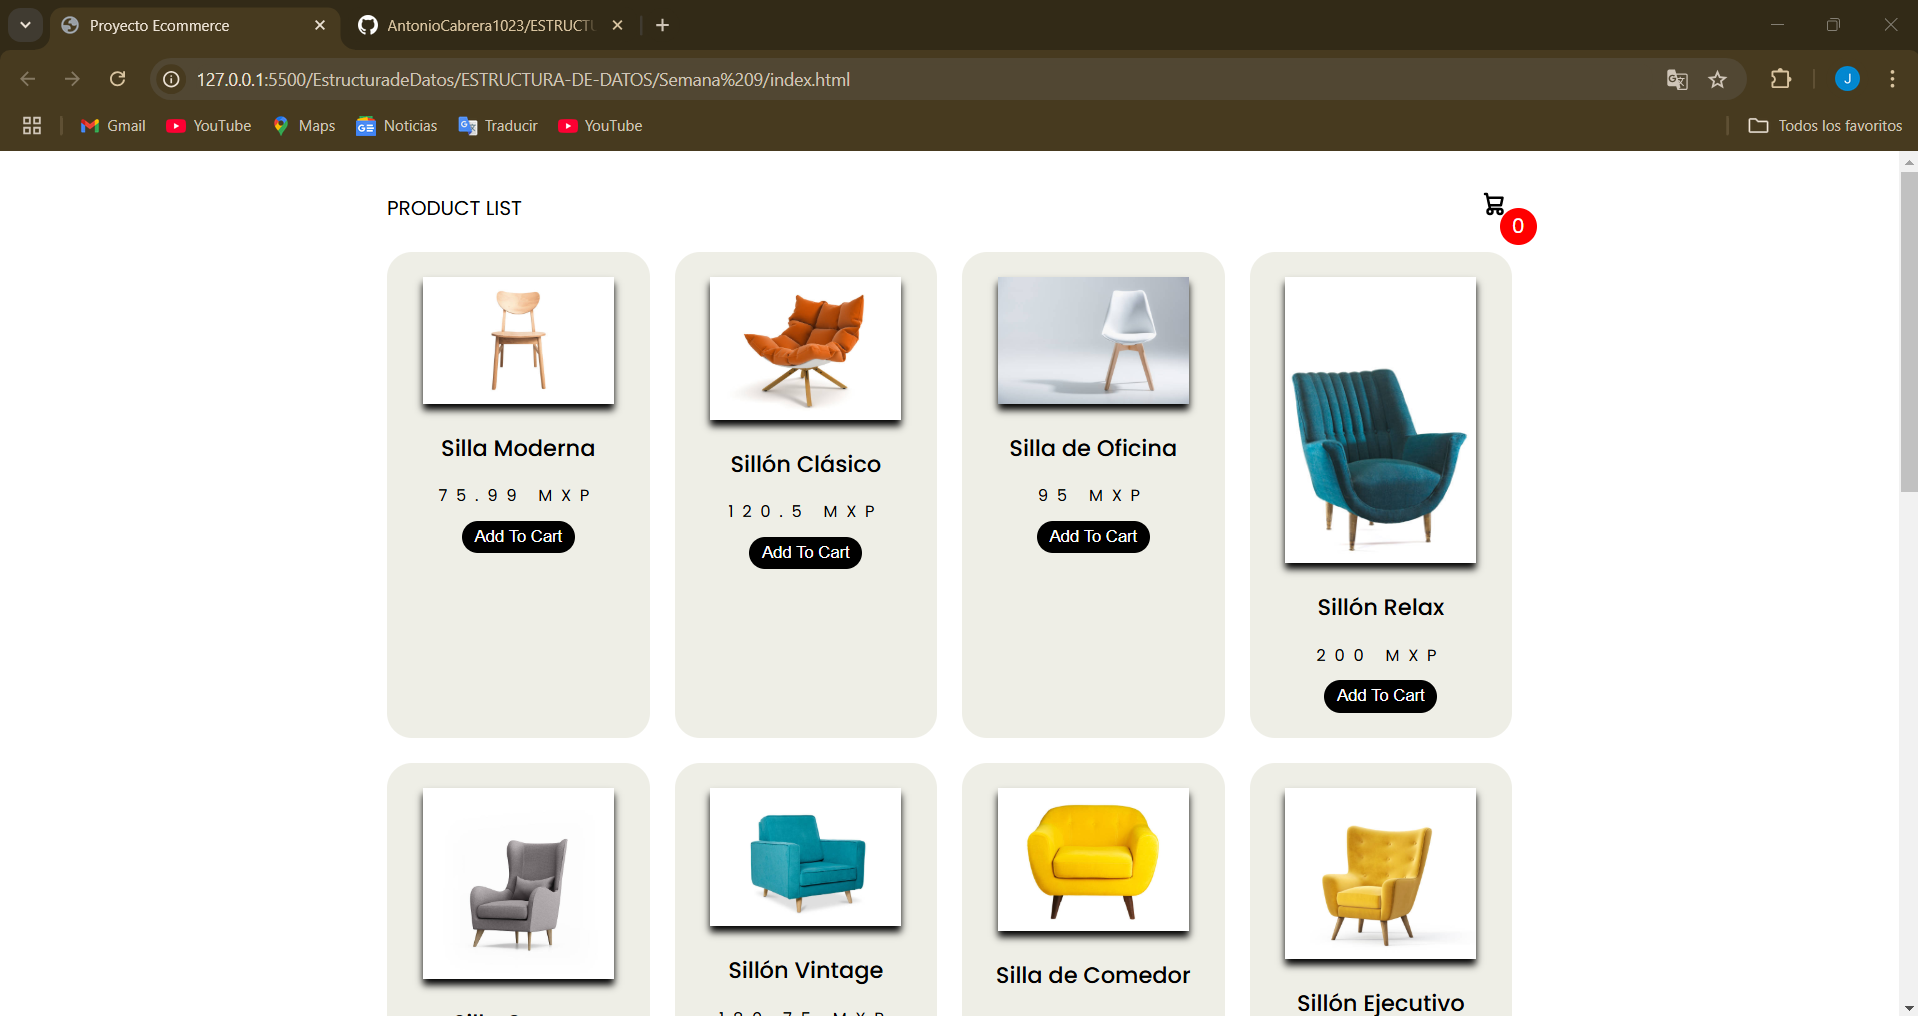 Proyecto Ecommerce
AntonioCabrera1023/ESTRUCTU
127.0.0.1:5500/EstructuradeDatos/ESTRUCTURA-DE-DATOS/Semana%209/index.html
J
Gmail
YouTube
Maps
Noticias
Traducir
YouTube
Todos los favoritos
PRODUCT LIST
0
Silla Moderna
75.99 MXP
Add To Cart
Sillón Clásico
120.5 MXP
Add To Cart
Silla de Oficina
95 MXP
Add To Cart
Sillón Relax
200 MXP
Add To Cart
Sillón Vintage
Silla de Comedor
Sillón Ejecutivo